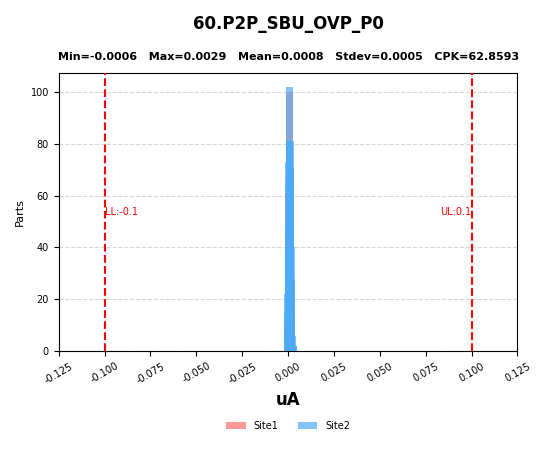 60.P2P_SBU_OVP_P0
Min=-0.0006 Max=0.0029 Mean=0.0008 Stdev=0.0005 CPK=62.8593
100
80
60
40
20
0
Parts
LL:-0.1
UL:0.1
-0.125 -0.100 -0.075 -0.050 -0.025 0.000 0.025 0.050 0.075 0.100 0.125
uA
Site1 Site2